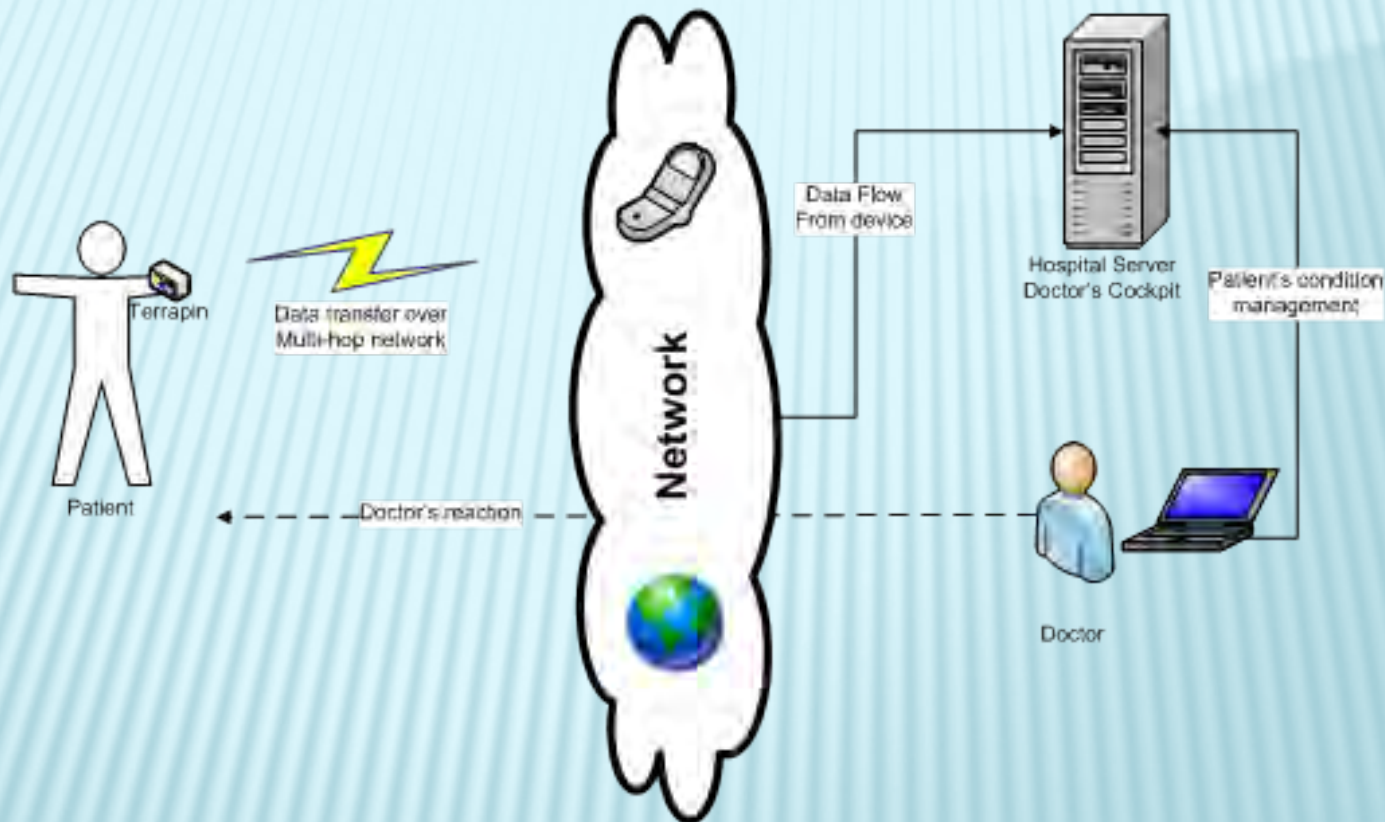 Terrapin
Patient
Data transfer over
Multi-hop network
Doctor's reaction
Network
Data Flow
From device
Hospital Server
Doctor's Cockpit
Patient's condition
management
Doctor